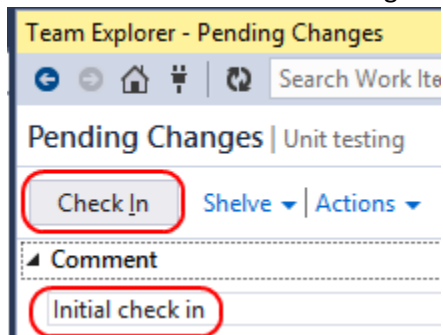 Team Explorer - Pending Changes
Search Work Ite
Pending Changes | Unit testing
Check In Shelve Actions
Comment
Initial check in